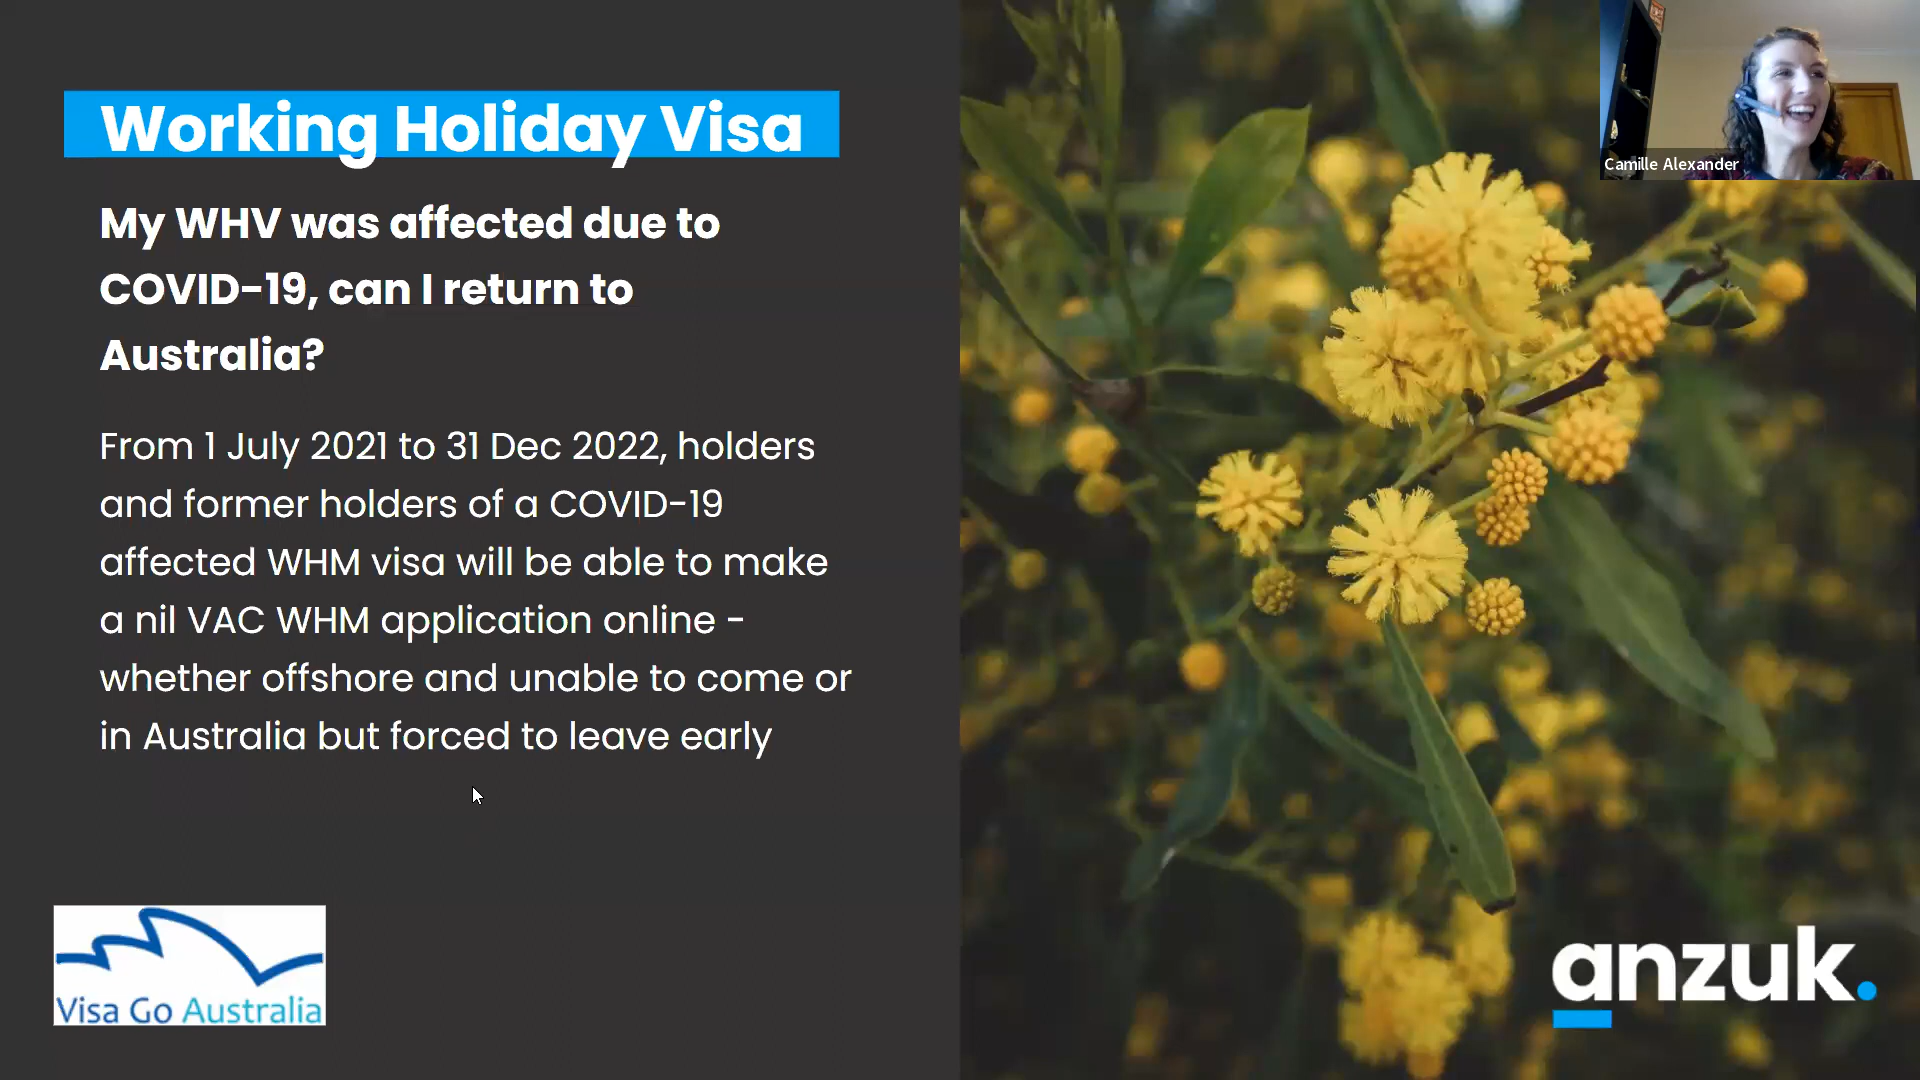 Working Holiday Visa
My WHV was affected due to
COVID-19, can I return to
Australia?
From 1 July 2021 to 31 Dec 2022, holders
and former holders of a COVID-19
affected WHM visa will be able to make
a nil VAC WHM application online -
whether offshore and unable to come or
in Australia but forced to leave early
Camille Alexander
Visa Go Australia
anzuk.